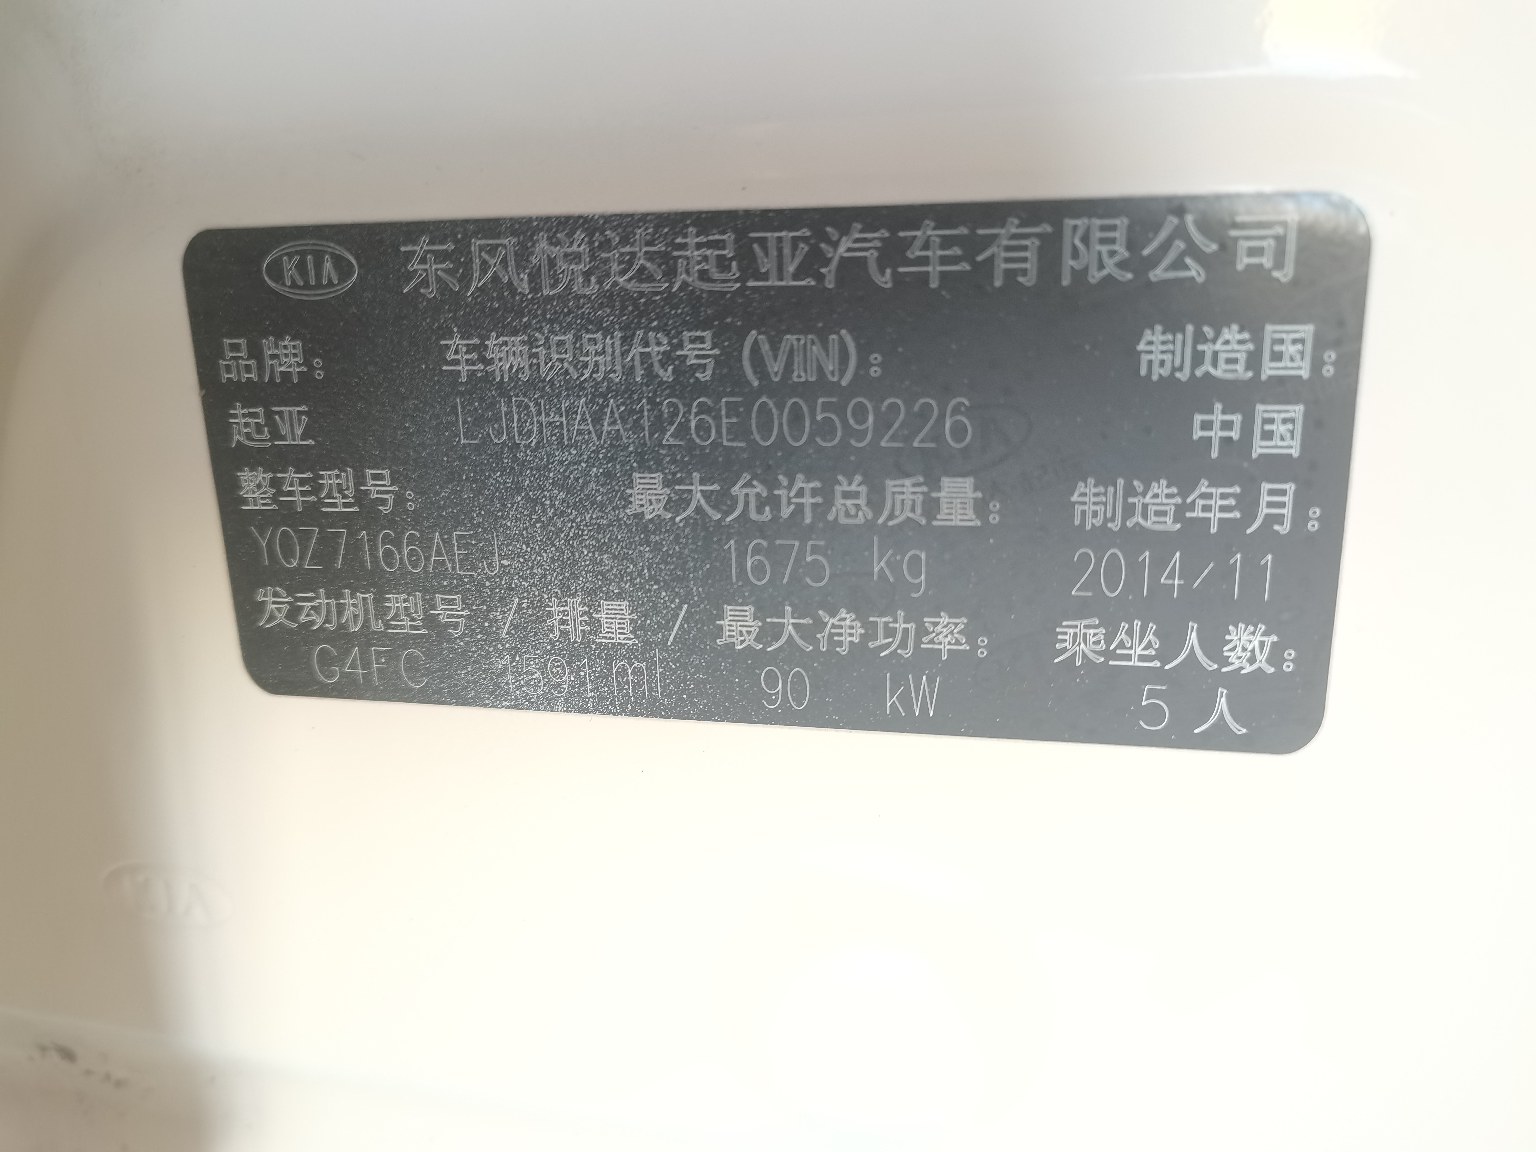 KIA 东风悦达起亚汽车有限公司
品牌: 车辆识别代号 (VIN): 制造国:
起亚 LJDHAA126E0059226 中国
整车型号: 最大允许总质量: 制造年月:
YQZ7166AEJ 1675 kg 2014/11
发动机型号 / 排量 / 最大净功率: 乘坐人数:
G4FC 1591ml 90 kW 5人